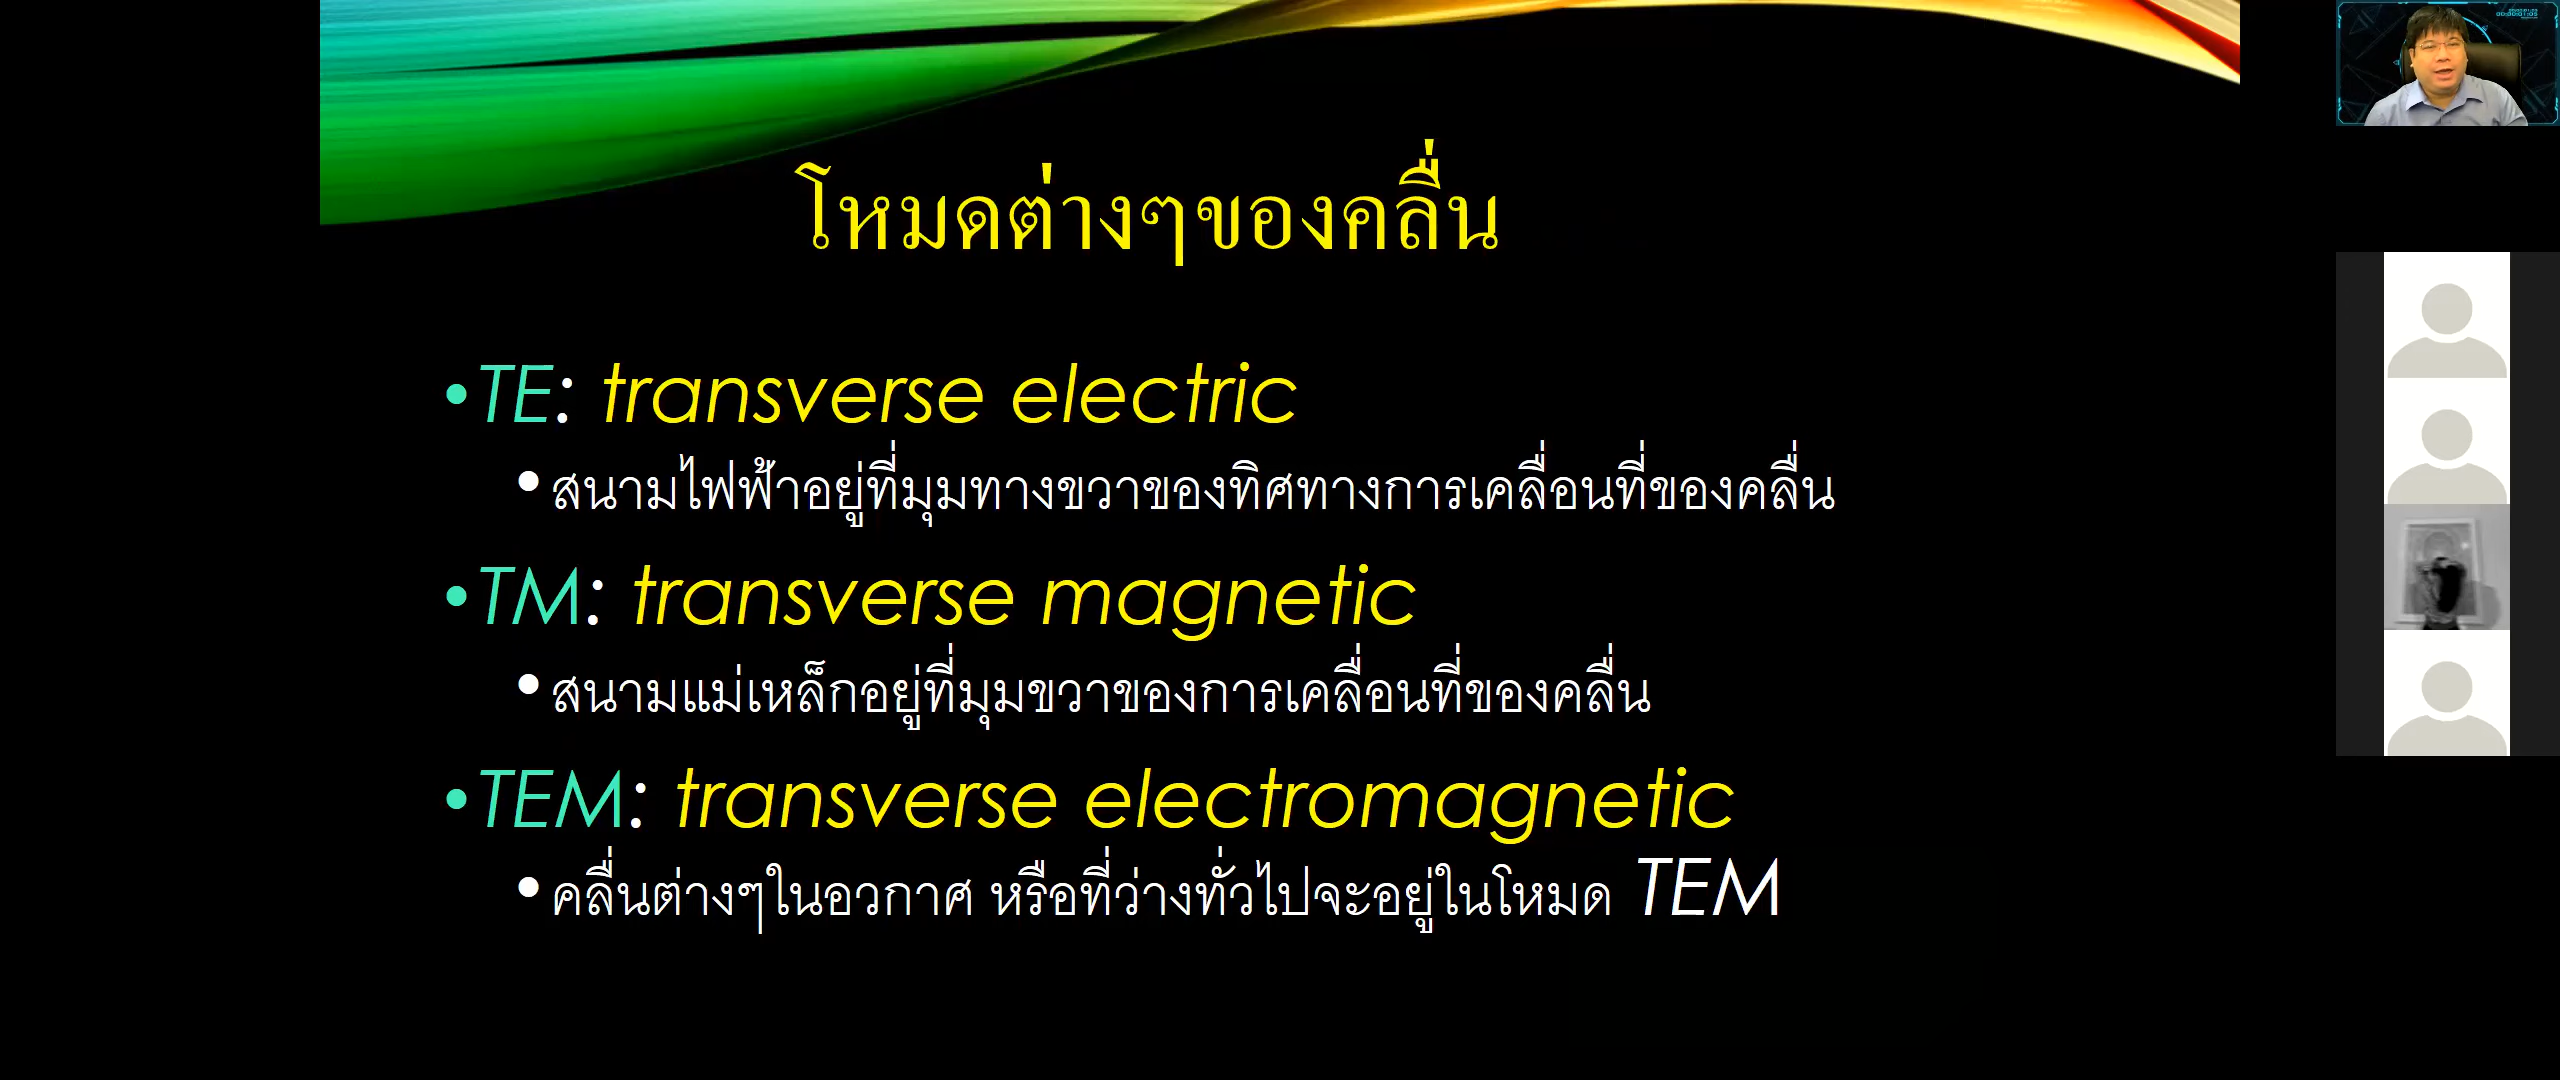 โหมดต่างๆของคลื่น
•TE: transverse electric
•สนามไฟฟ้าอยู่ที่มุมทางขวาของทิศทางการเคลื่อนที่ของคลื่น
•TM: transverse magnetic
•สนามแม่เหล็กอยู่ที่มุมขวาของการเคลื่อนที่ของคลื่น
•TEM: transverse electromagnetic
•คลื่นต่างๆในอวกาศ หรือที่ว่างทั่วไปจะอยู่ในโหมด TEM